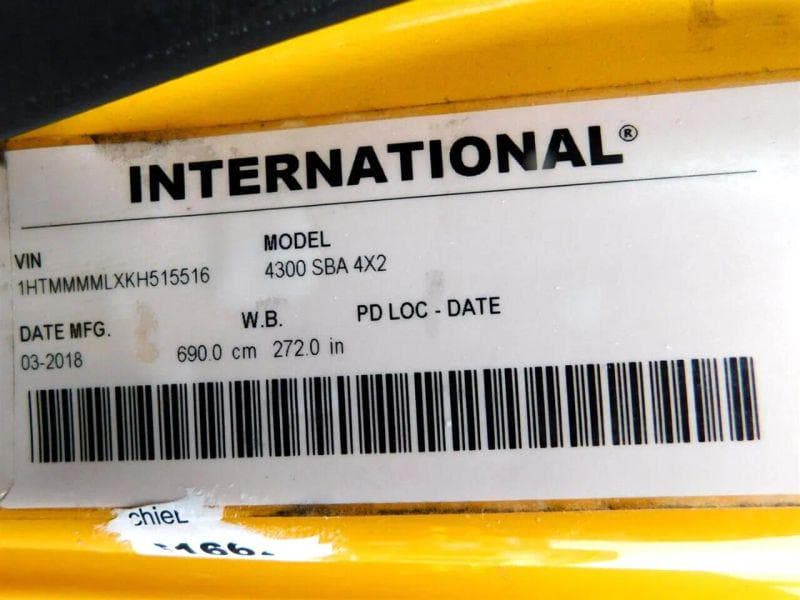 INTERNATIONAL®
VIN
MODEL
1HTMMMMLXKH515516
4300 SBA 4X2
DATE MFG.
W.B.
PD LOC - DATE
03-2018
690.0 cm 272.0 in